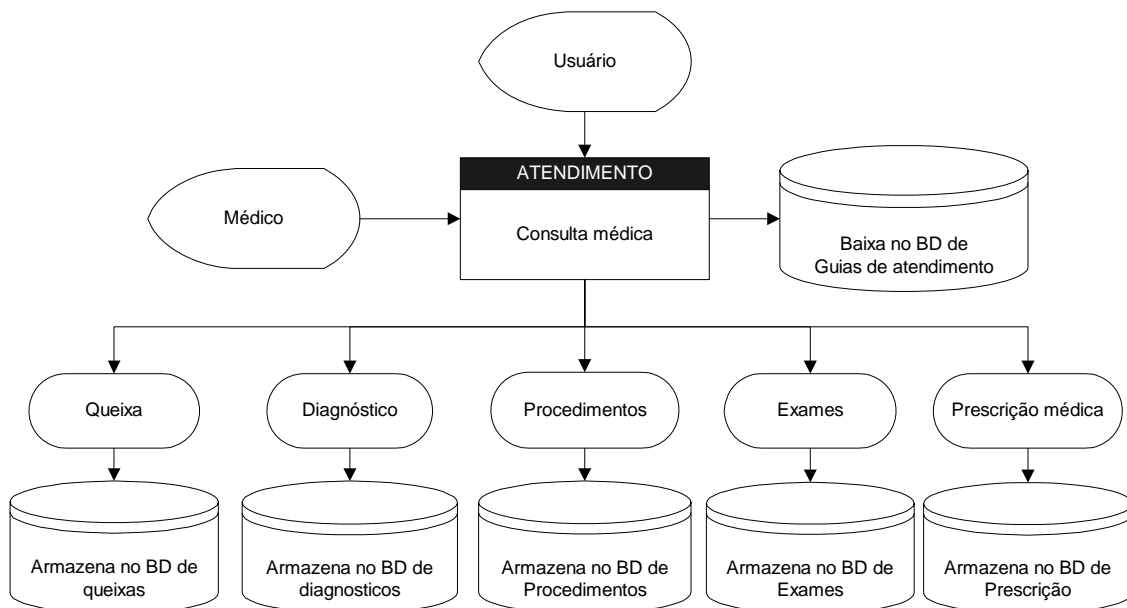 Usuário
ATENDIMENTO
Médico
Consulta médica
Baixa no BD de
Guias de atendimento
Queixa
Diagnóstico
Procedimentos
Exames
Prescrição médica
Armazena no BD de
queixas
Armazena no BD de
diagnosticos
Armazena no BD de
Procedimentos
Armazena no BD de
Exames
Armazena no BD de
Prescrição